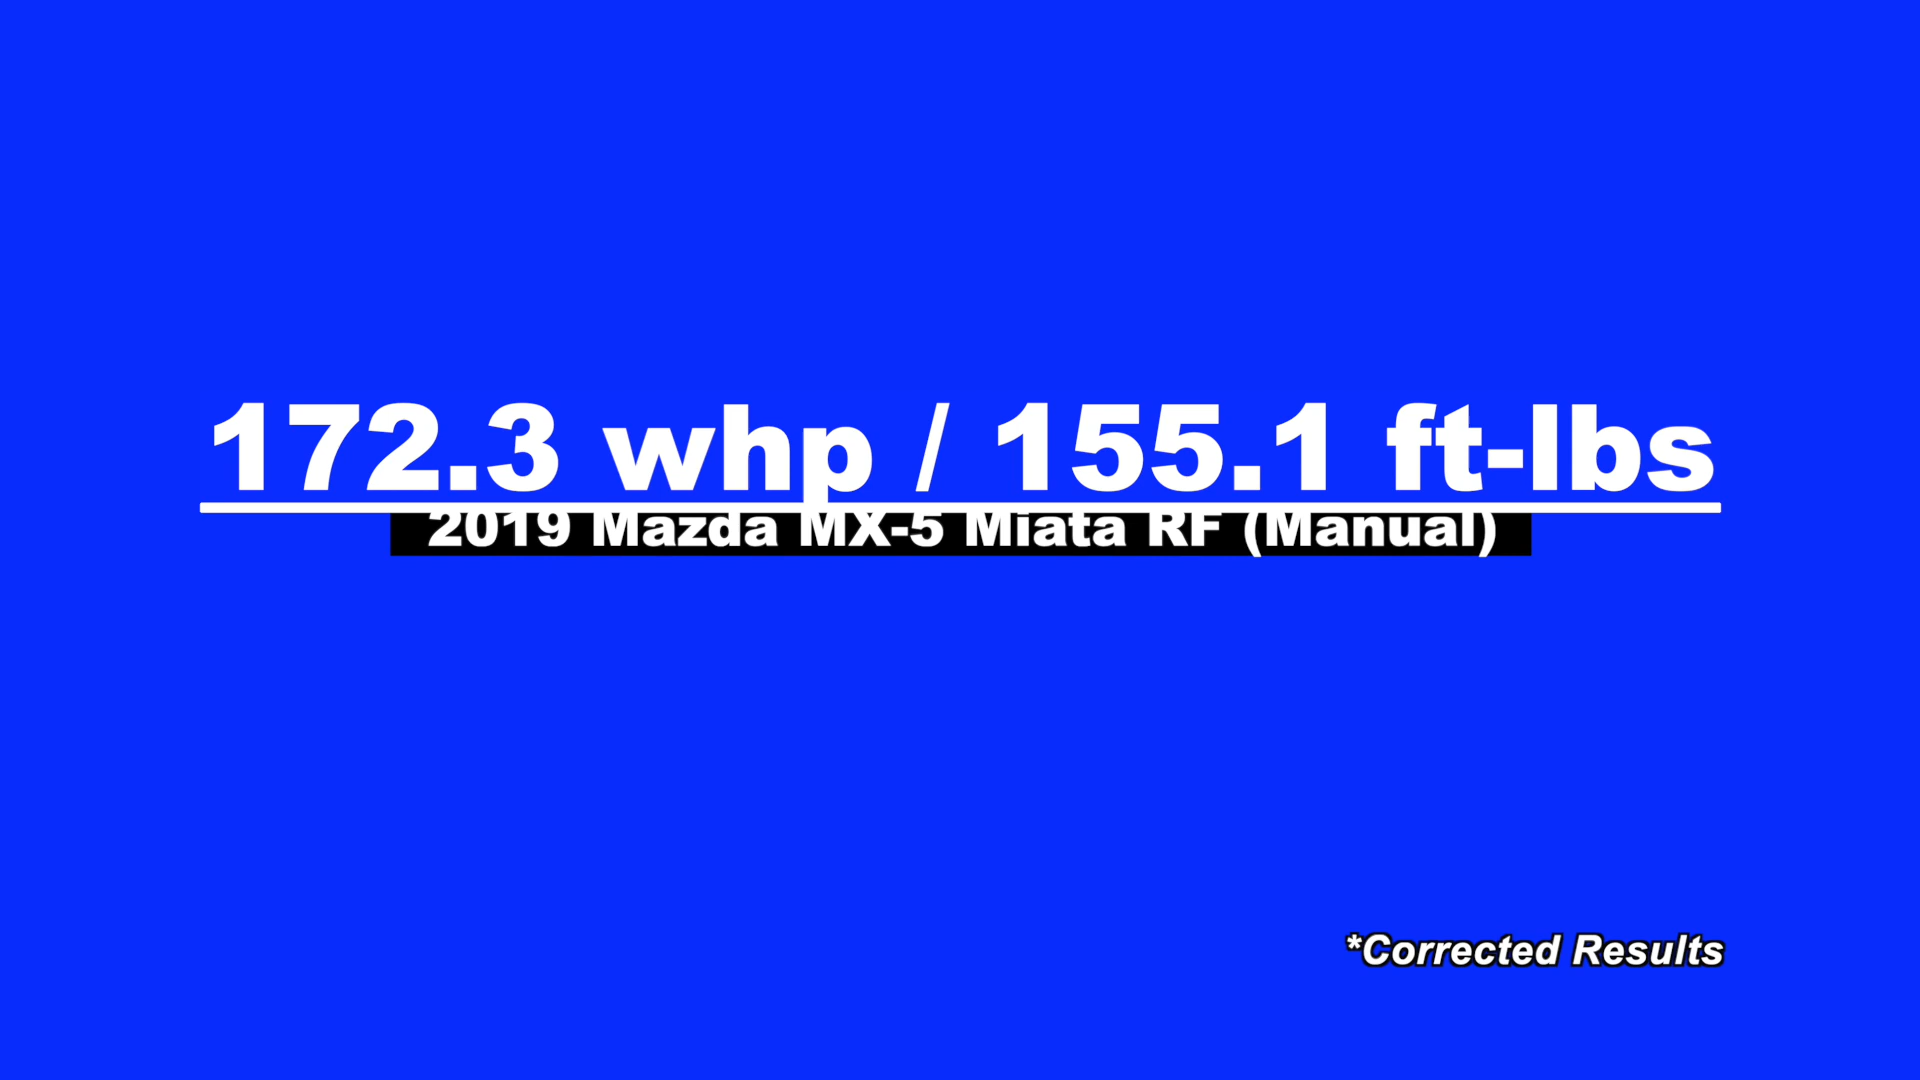 172.3 whp / 155.1 ft-lbs
2019 Mazda MX-5 Miata RF (Manual)
*Corrected Results